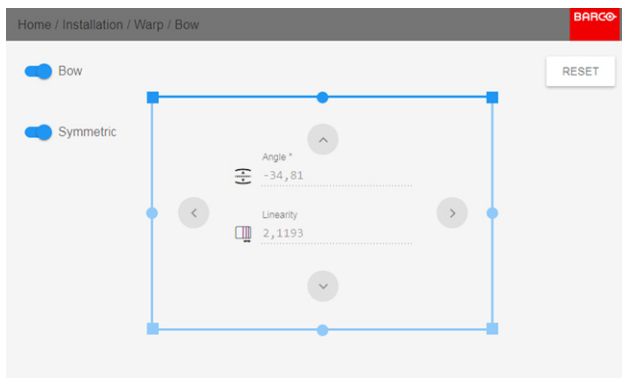 Home / Installation / Warp / Bow
BARCO
Bow
RESET
Symmetric
Angle *
-34,81
Linearity
2,1193